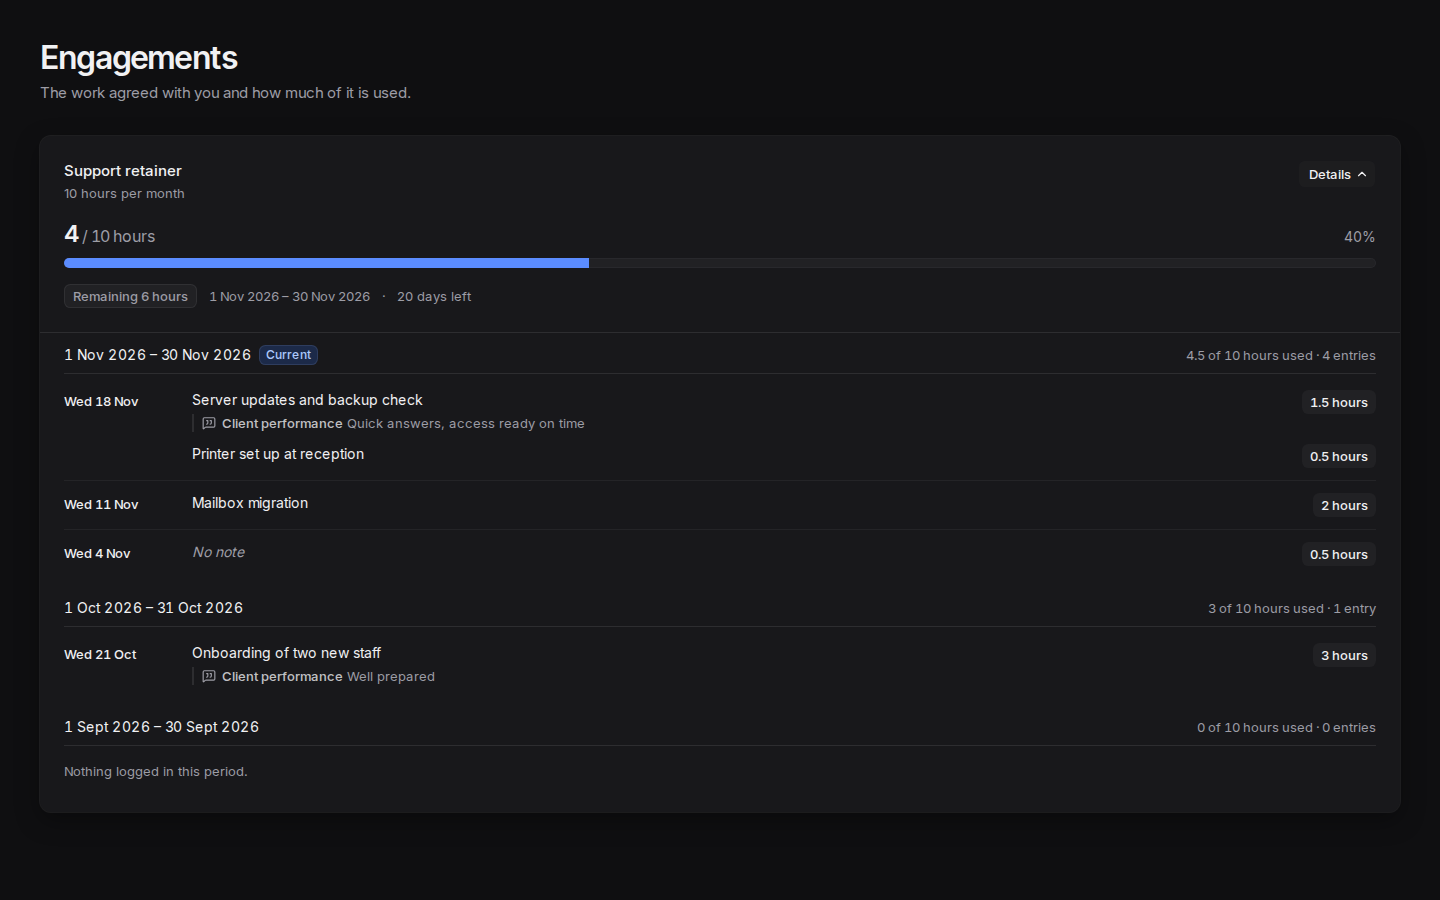 Engagements
The work agreed with you and how much of it is used.
Support retainer
Details
10 hours per month
4 / 10 hours
40%
Remaining 6 hours 1 Nov 2026 – 30 Nov 2026 · 20 days left
1 Nov 2026 – 30 Nov 2026 Current
4.5 of 10 hours used · 4 entries
Wed 18 Nov
Server updates and backup check
1.5 hours
Client performance Quick answers, access ready on time
Printer set up at reception
0.5 hours
Wed 11 Nov
Mailbox migration
2 hours
Wed 4 Nov
No note
0.5 hours
1 Oct 2026 – 31 Oct 2026
3 of 10 hours used · 1 entry
Wed 21 Oct
Onboarding of two new staff
3 hours
Client performance Well prepared
1 Sept 2026 – 30 Sept 2026
0 of 10 hours used · 0 entries
Nothing logged in this period.